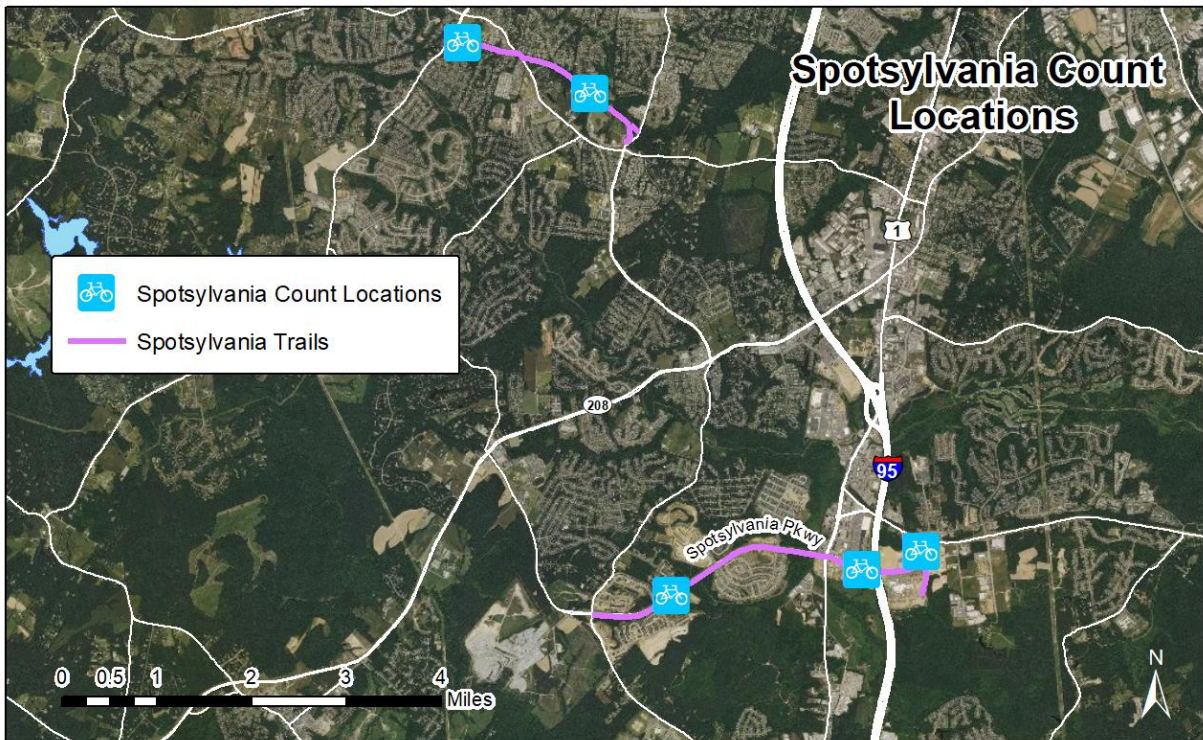 Spotsylvania Count
Locations
1
Spotsylvania Count Locations
Spotsylvania Trails
208
95
Spotsylvania Pkwy
0 0.5 1 2 3 4
Miles
N